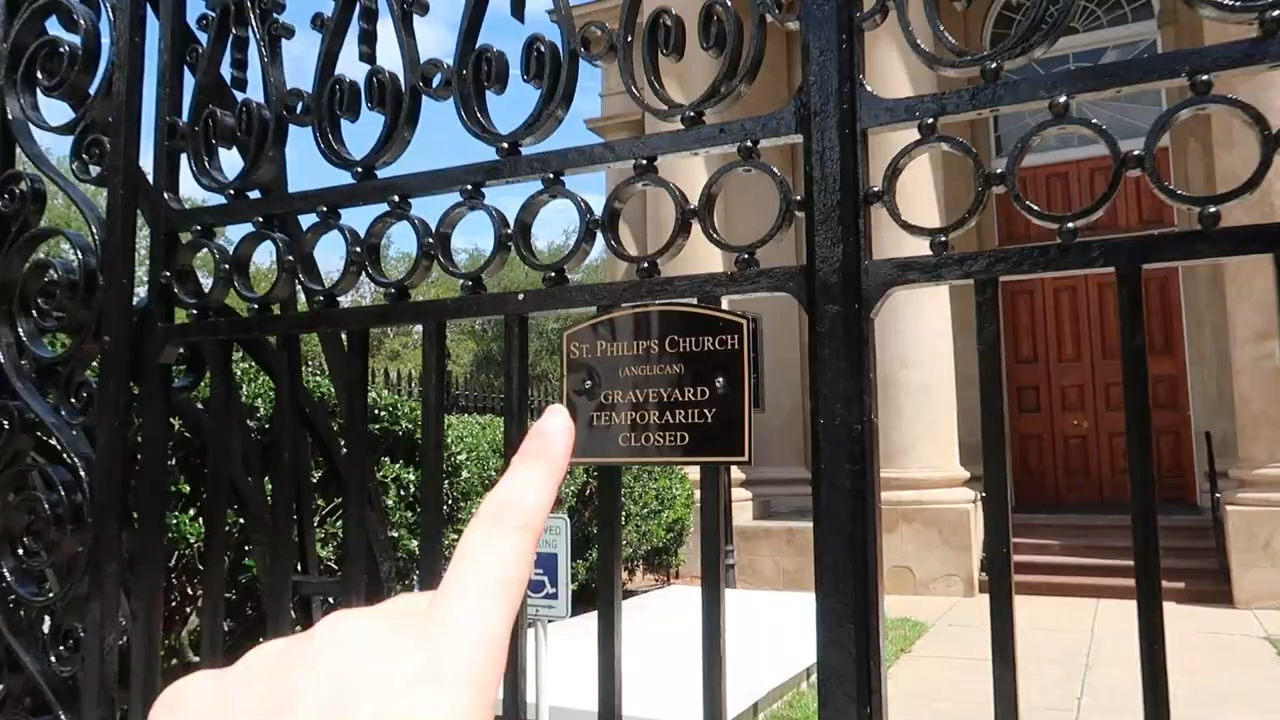 ST. PHILIP'S CHURCH
(ANGLICAN)
GRAVEYARD
TEMPORARILY
CLOSED